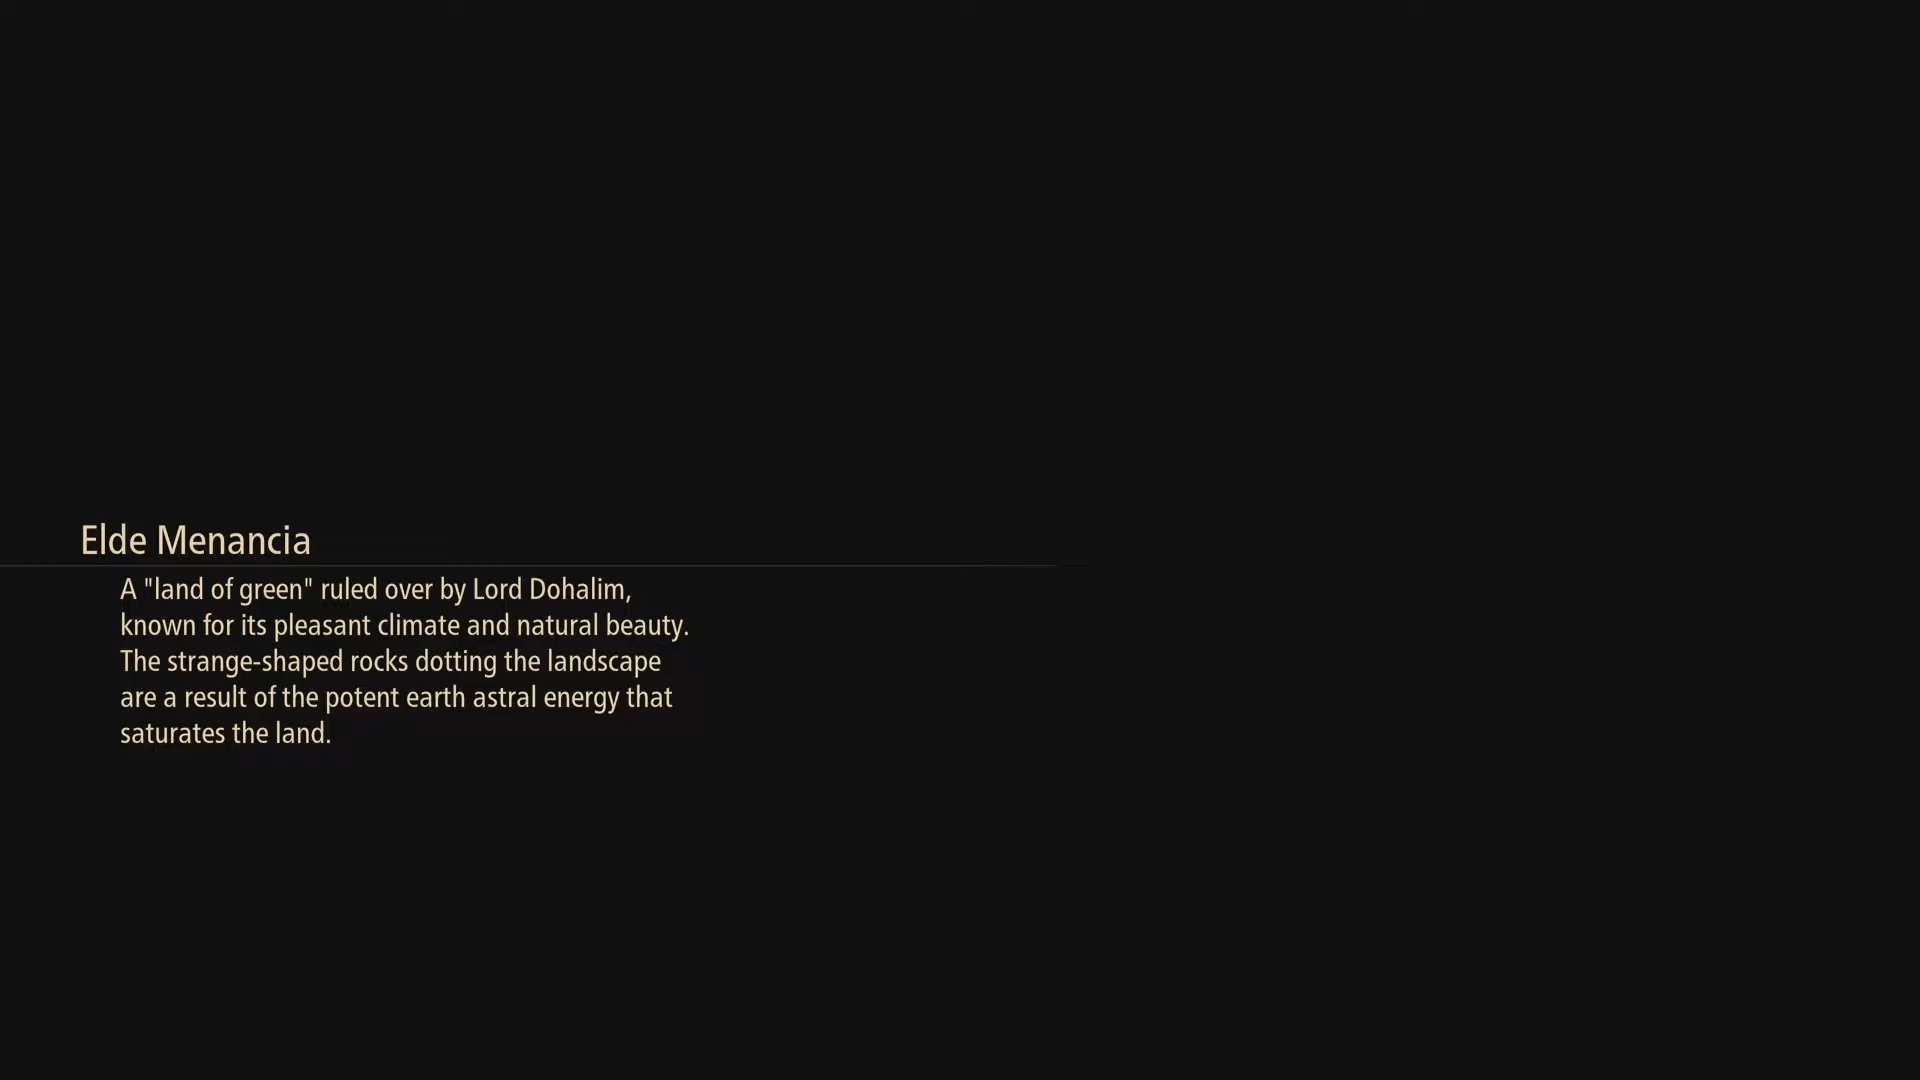 Elde Menancia
A "land of green" ruled over by Lord Dohalim,
known for its pleasant climate and natural beauty.
The strange-shaped rocks dotting the landscape
are a result of the potent earth astral energy that
saturates the land.